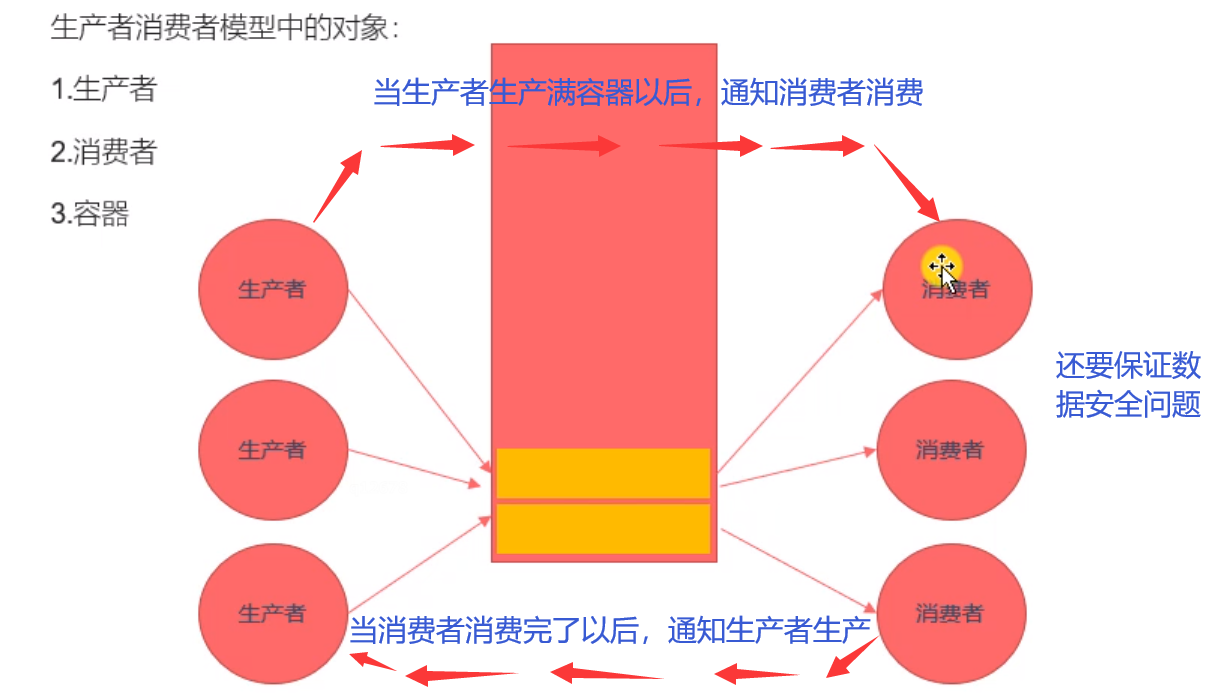 生产者消费者模型中的对象：
1.生产者
当生产者生产满容器以后，通知消费者消费
2.消费者
3.容器
生产者
消费者
还要保证数
据安全问题
生产者
消费者
生产者
消费者
当消费者消费完了以后，通知生产者生产